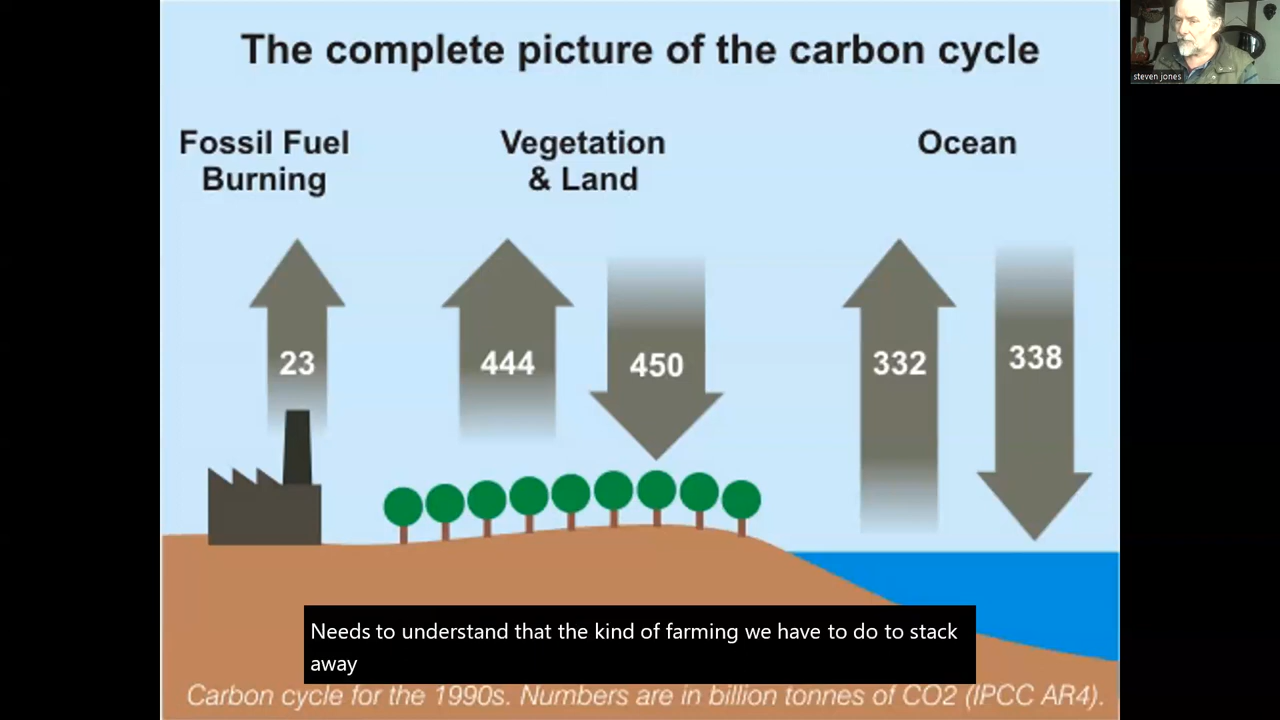 The complete picture of the carbon cycle
steven jones
Fossil Fuel
Burning
Vegetation
& Land
Ocean
23
444
450
332
338
Needs to understand that the kind of farming we have to do to stack
away
Carbon cycle for the 1990s. Numbers are in billion tonnes of CO2 (IPCC AR4).